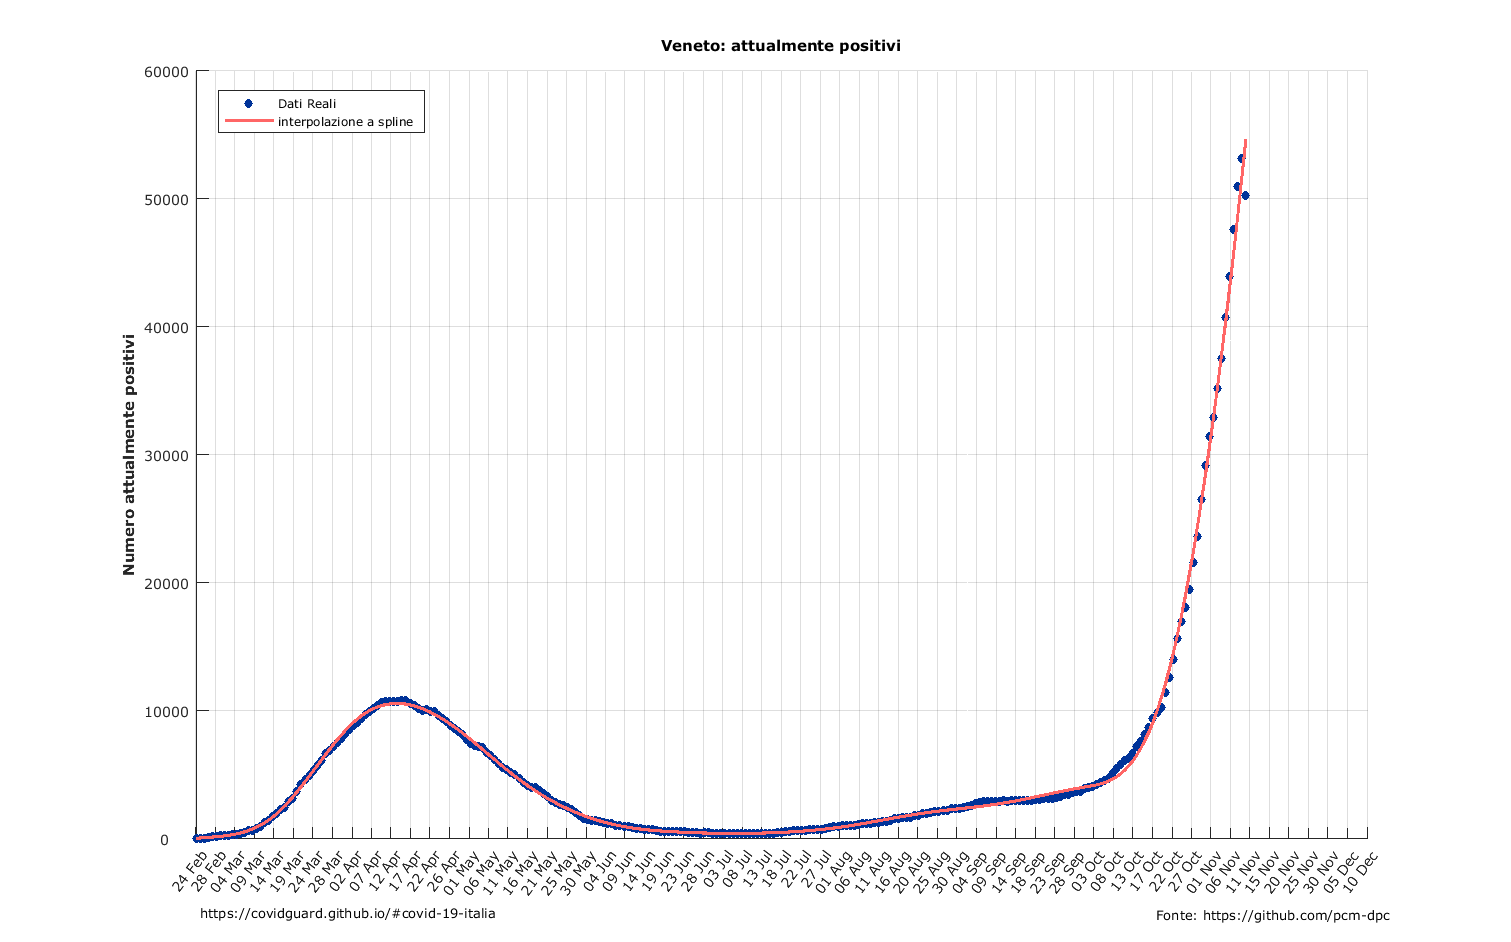 Veneto: attualmente positivi
60000
50000
40000
30000
20000
10000
0
Numero attualmente positivi
Dati Reali
interpolazione a spline
24 Feb
28 Feb
04 Mar
09 Mar
14 Mar
19 Mar
24 Mar
28 Mar
02 Apr
07 Apr
12 Apr
17 Apr
22 Apr
26 Apr
01 May
06 May
11 May
16 May
21 May
25 May
30 May
04 Jun
09 Jun
14 Jun
19 Jun
23 Jun
28 Jun
03 Jul
08 Jul
13 Jul
18 Jul
22 Jul
27 Jul
01 Aug
06 Aug
11 Aug
16 Aug
20 Aug
25 Aug
30 Aug
04 Sep
09 Sep
14 Sep
18 Sep
23 Sep
28 Sep
03 Oct
08 Oct
13 Oct
17 Oct
22 Oct
27 Oct
01 Nov
06 Nov
11 Nov
15 Nov
20 Nov
25 Nov
30 Nov
05 Dec
10 Dec
https://covidguard.github.io/#covid-19-italia
Fonte: https://github.com/pcm-dpc